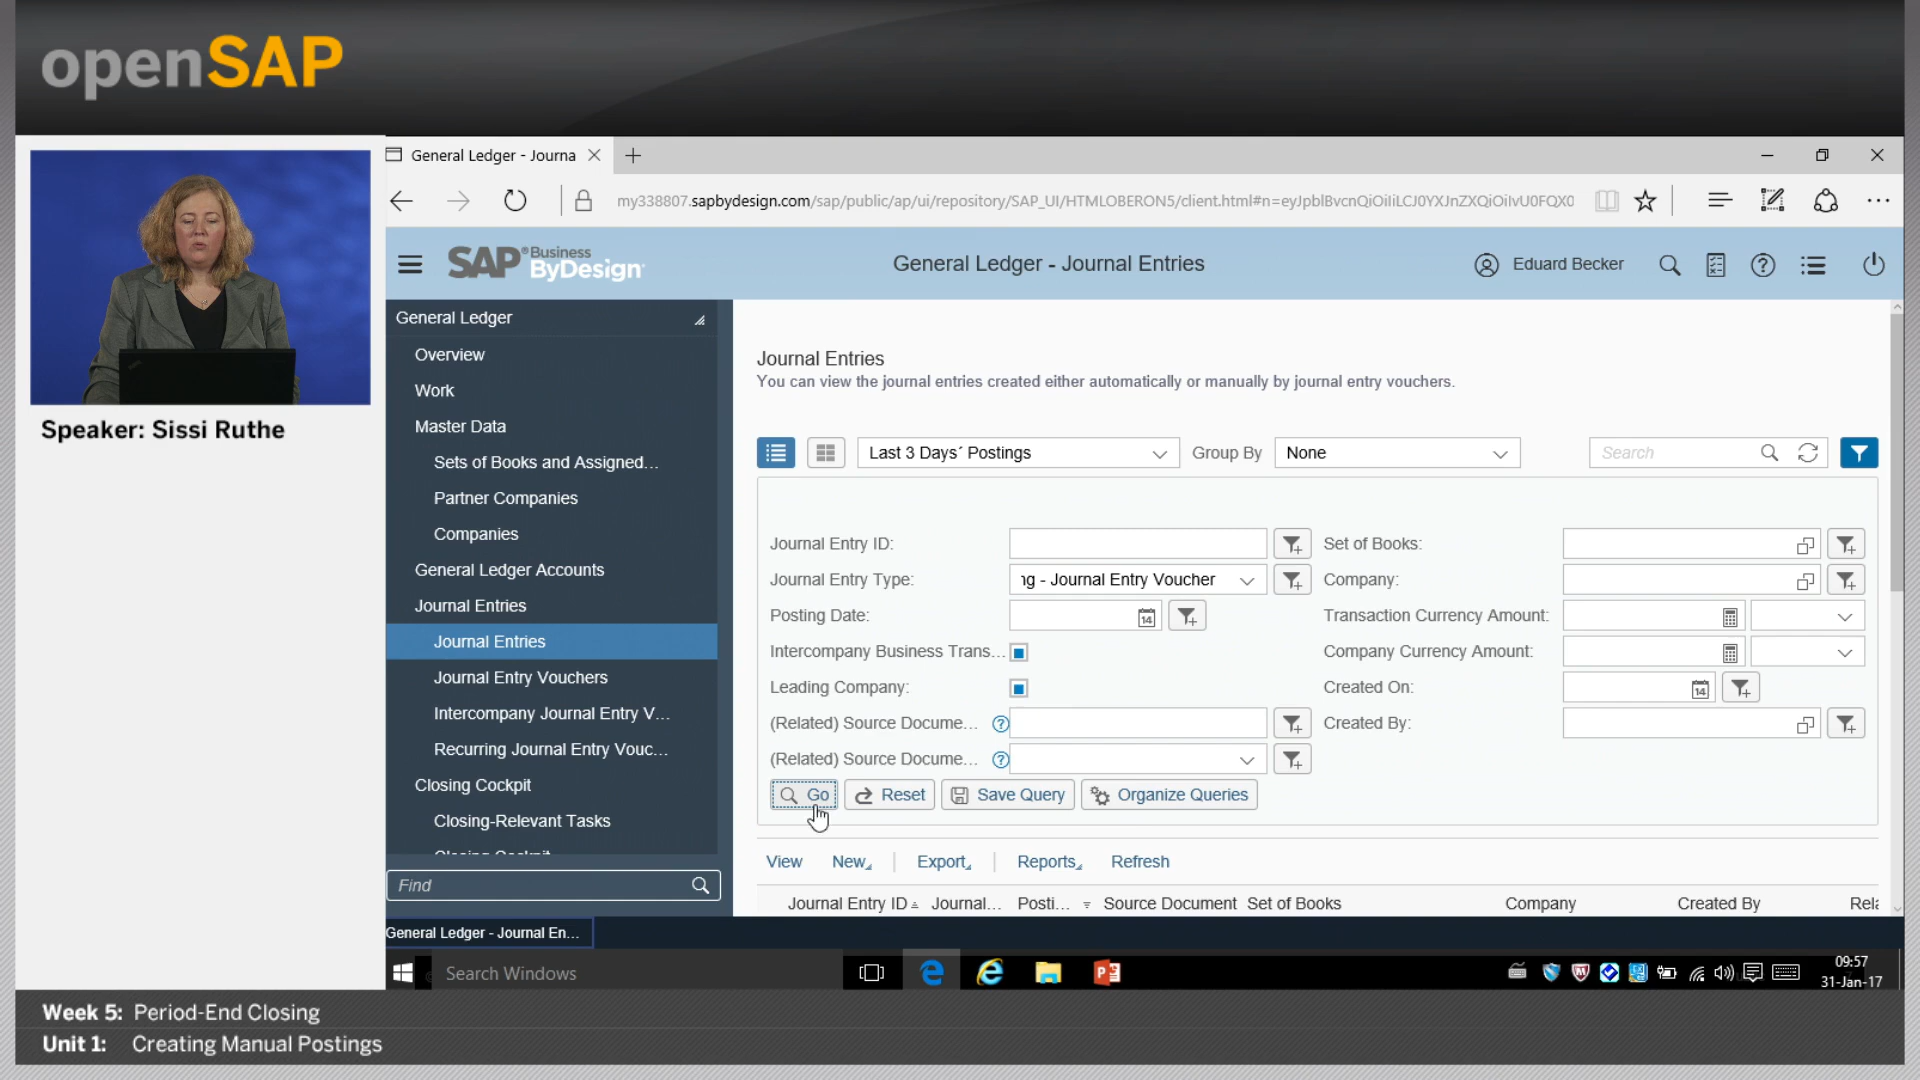 openSAP
General Ledger - Journa
my338807.sapbydesign.com/sap/public/ap/ui/repository/SAP_UI/HTMLOBERON5/client.html#n=
SAP Business ByDesign
General Ledger - Journal Entries
Eduard Becker
General Ledger
Overview
Work
Master Data
Sets of Books and Assigned...
Partner Companies
Companies
General Ledger Accounts
Journal Entries
Journal Entries
Journal Entry Vouchers
Intercompany Journal Entry V...
Recurring Journal Entry Vouc...
Closing Cockpit
Closing-Relevant Tasks
Find
Speaker: Sissi Ruthe
Journal Entries
You can view the journal entries created either automatically or manually by journal entry vouchers.
Last 3 Days´ Postings
Group By None
Search
Journal Entry ID:
Set of Books:
Journal Entry Type: ng - Journal Entry Voucher
Company:
Posting Date: 14
Transaction Currency Amount:
Intercompany Business Trans...
Company Currency Amount:
Leading Company:
Created On: 14
(Related) Source Docume... ?
Created By:
(Related) Source Docume... ?
Go Reset Save Query Organize Queries
View New Export Reports Refresh
Journal Entry ID Journal... Posti... Source Document Set of Books Company Created By Rela
General Ledger - Journal En...
Search Windows
09:57
31-Jan-17
Week 5: Period-End Closing
Unit 1: Creating Manual Postings